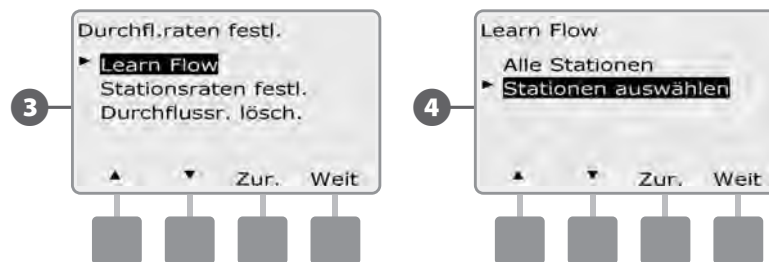 3
Durchfl.raten festl.
► Learn Flow
Stationsraten festl.
Durchflussr. lösch.
▲ ▼ Zur. Weit
4
Learn Flow
Alle Stationen
► Stationen auswählen
▲ ▼ Zur. Weit